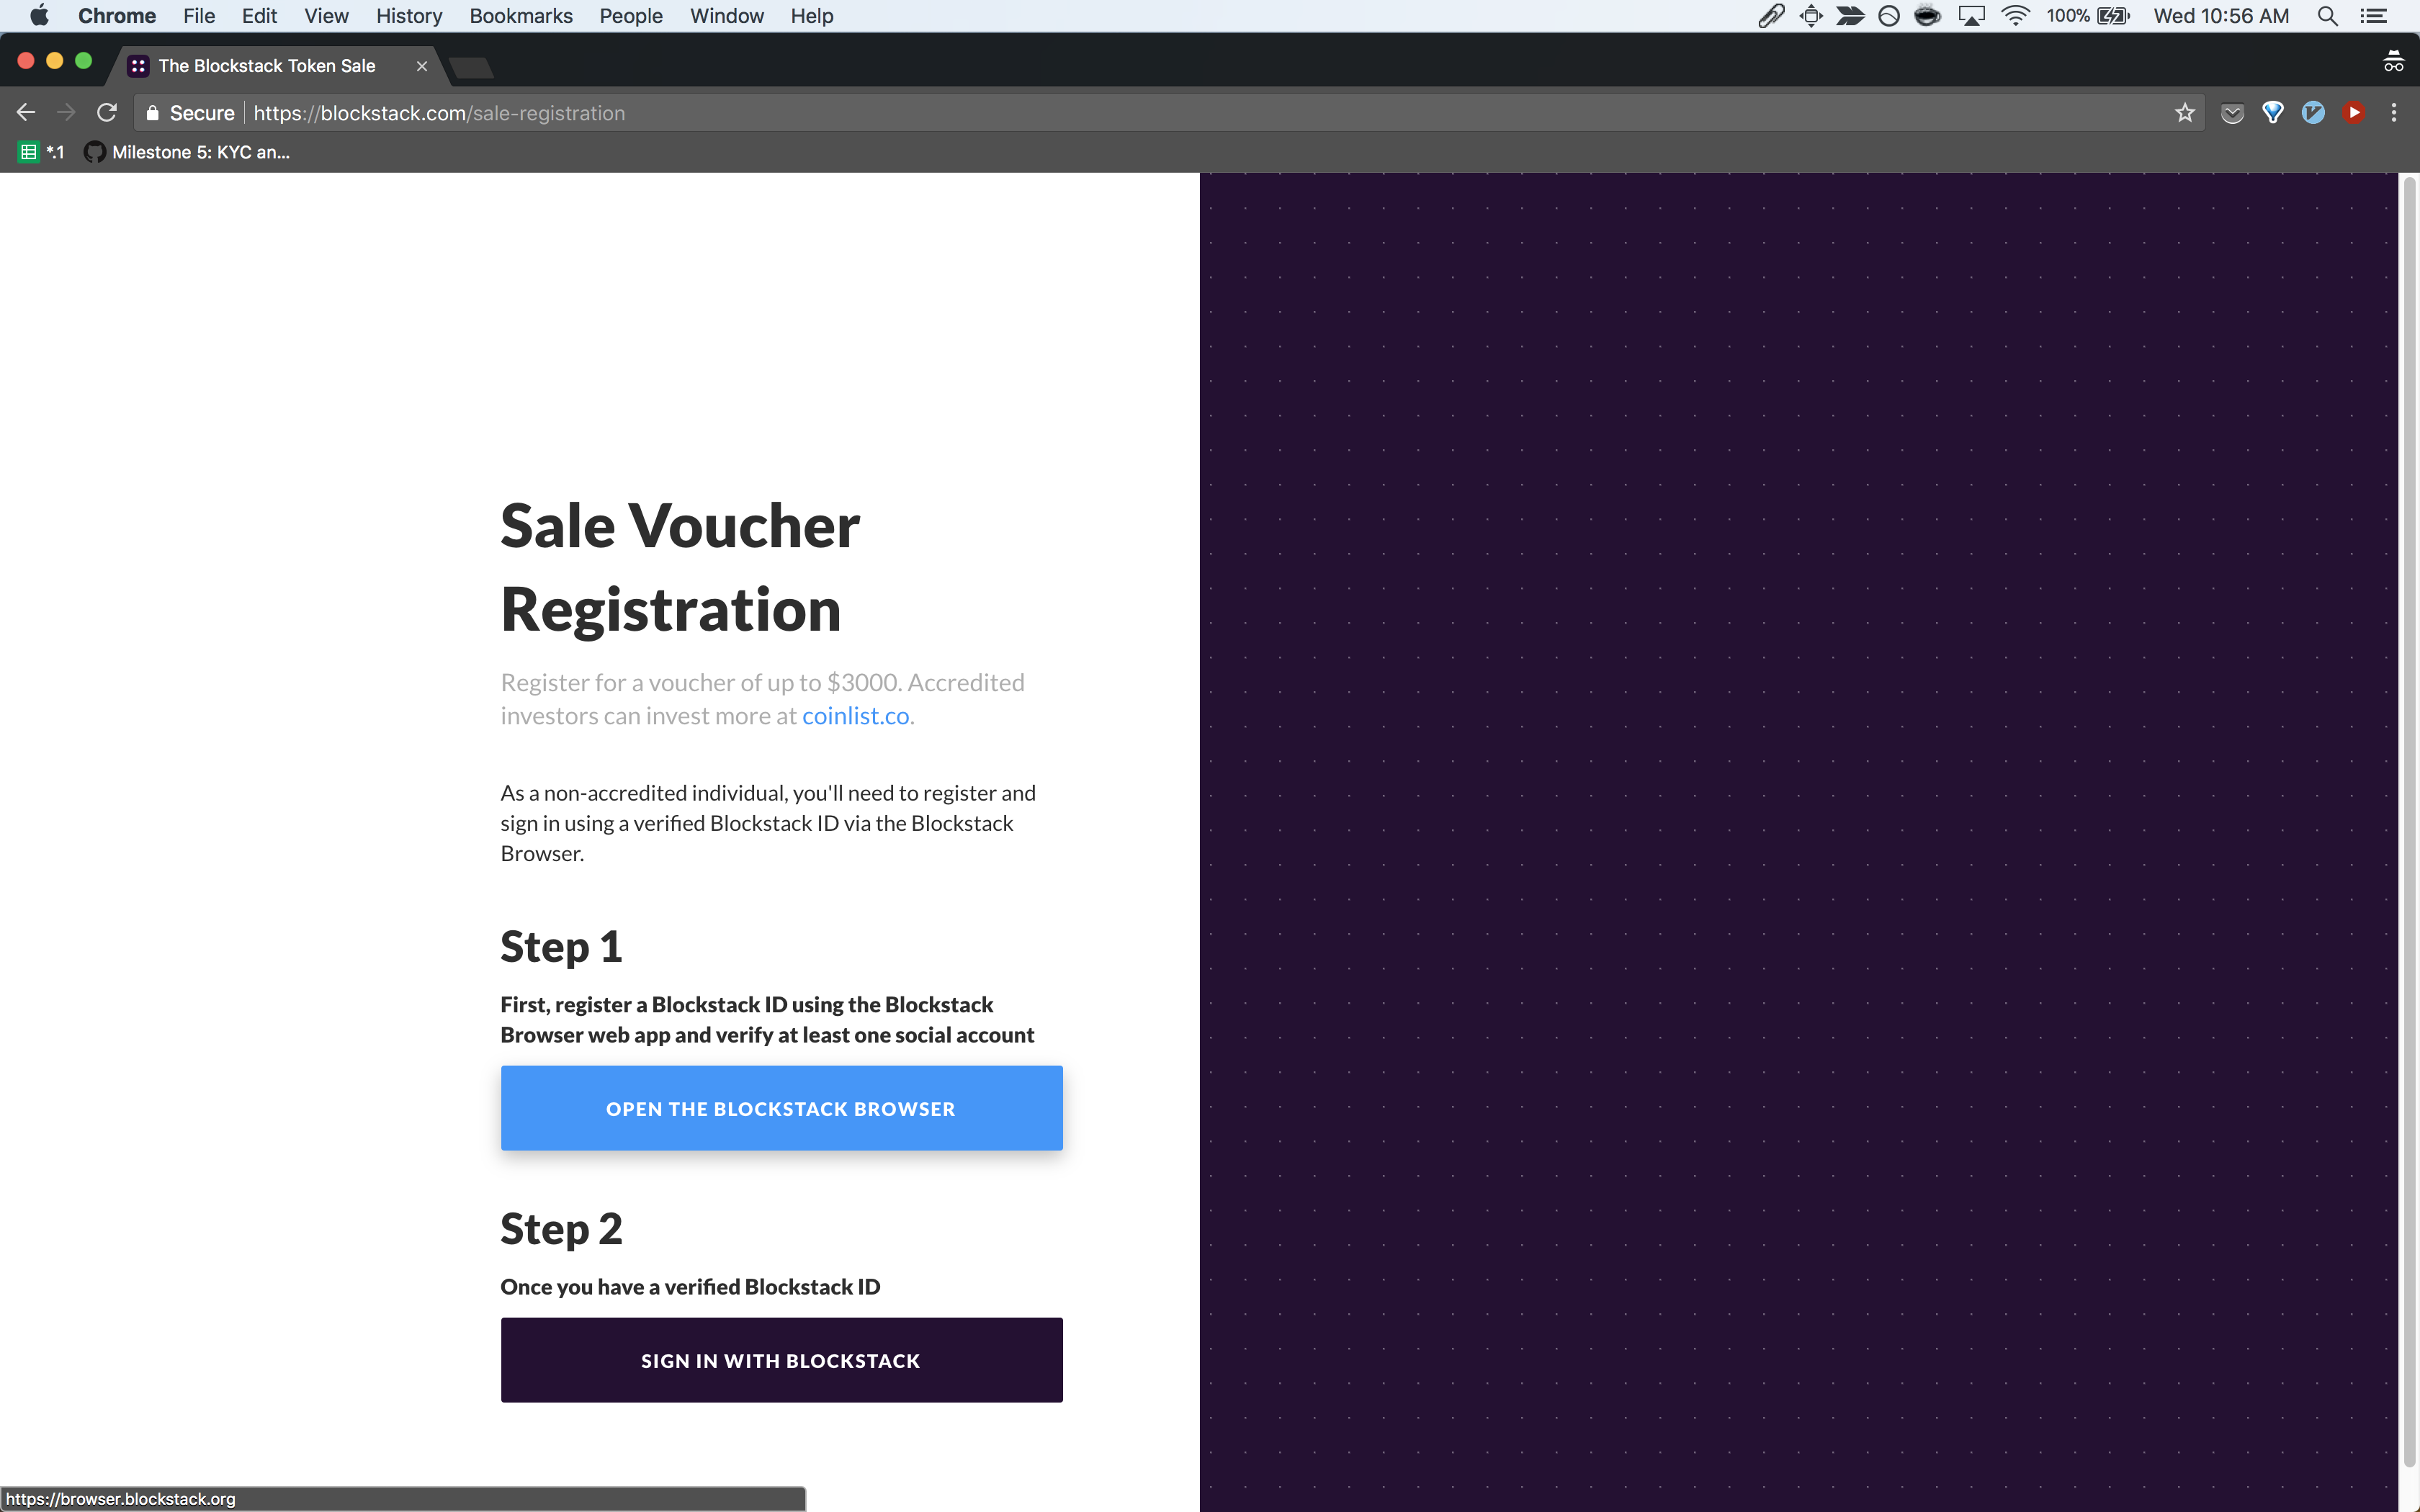 Chrome File Edit View History Bookmarks People Window Help 100% Wed 10:56 AM
The Blockstack Token Sale
Secure https://blockstack.com/sale-registration
*.1 Milestone 5: KYC an...
Sale Voucher
Registration
Register for a voucher of up to $3000. Accredited
investors can invest more at coinlist.co.
As a non-accredited individual, you'll need to register and
sign in using a verified Blockstack ID via the Blockstack
Browser.
Step 1
First, register a Blockstack ID using the Blockstack
Browser web app and verify at least one social account
OPEN THE BLOCKSTACK BROWSER
Step 2
Once you have a verified Blockstack ID
SIGN IN WITH BLOCKSTACK
https://browser.blockstack.org